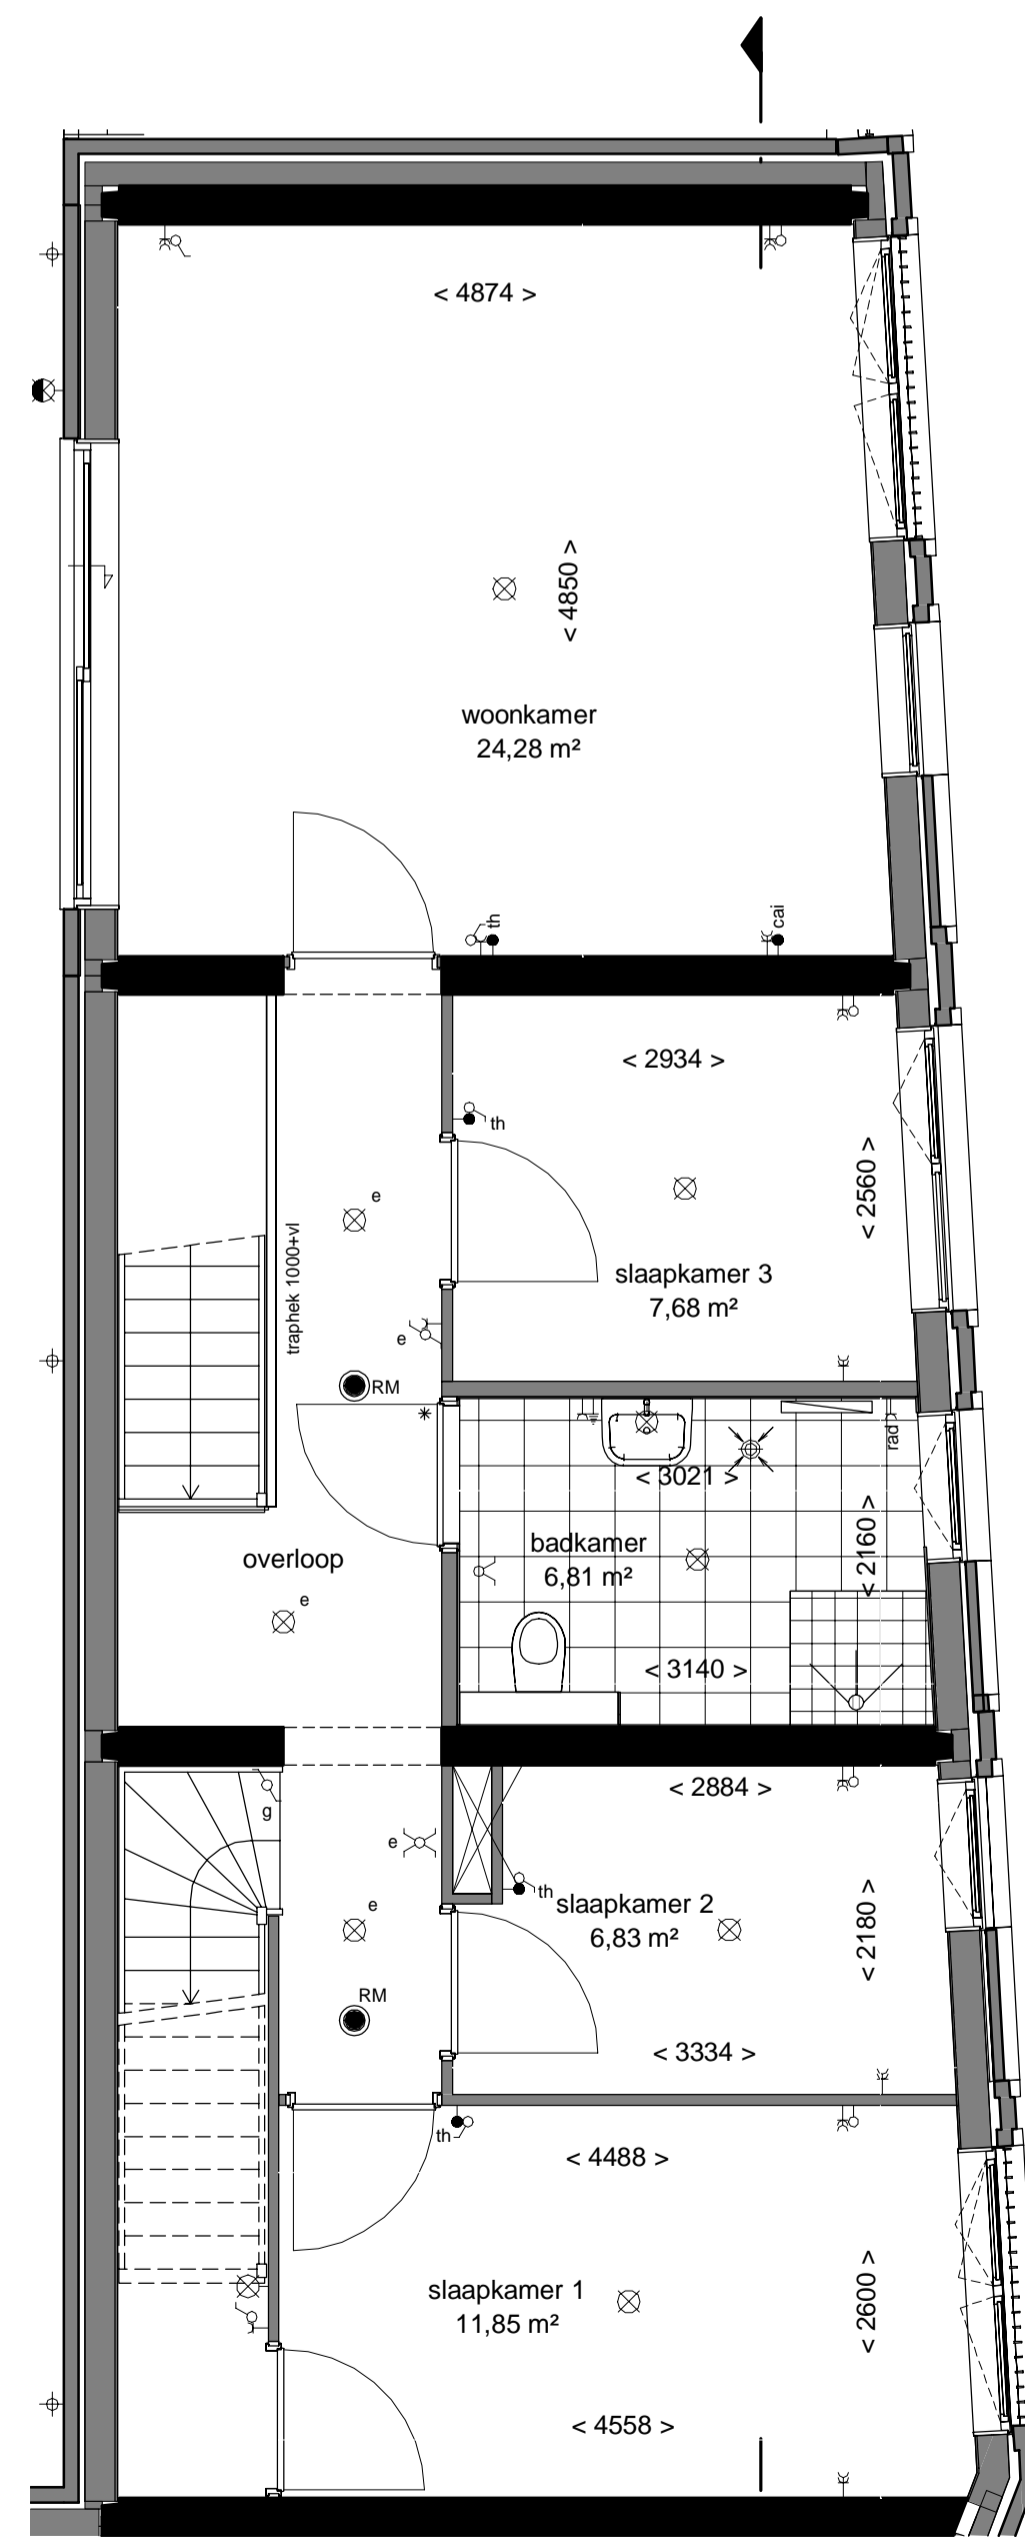 < 4874 >
< 4850 >
woonkamer
24,28 m²
th
cai
< 2934 >
th
< 2560 >
e
traphek 1000+vl
slaapkamer 3
7,68 m²
e
RM
*
rad
< 3021 >
< 2160 >
badkamer
6,81 m²
overloop
e
< 3140 >
< 2884 >
g
e
th
slaapkamer 2
6,83 m²
< 2180 >
e
RM
< 3334 >
th
< 4488 >
slaapkamer 1
11,85 m²
< 2600 >
< 4558 >